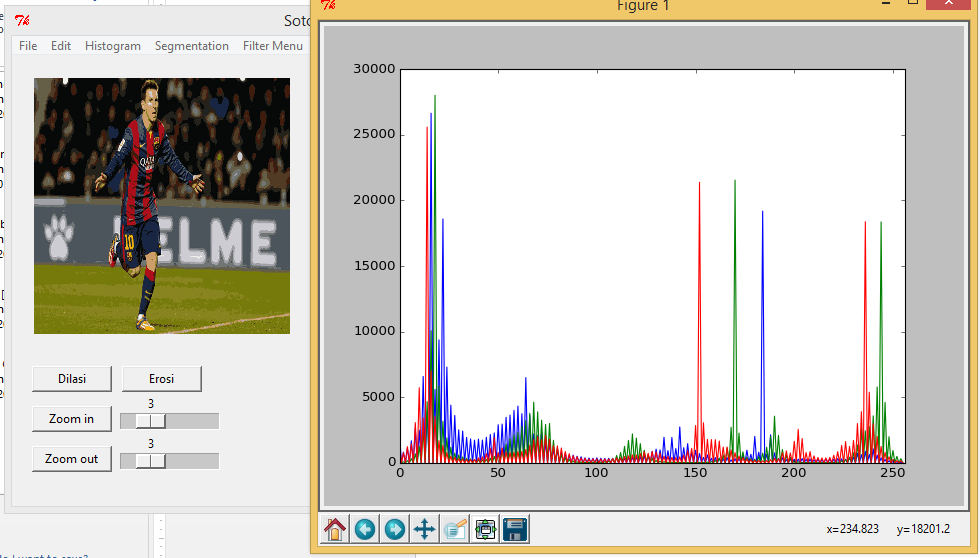 Soto
File Edit Histogram Segmentation Filter Menu
QATAR
10
ELME
Dilasi Erosi
3
Zoom in
3
Zoom out
Figure 1
30000
25000
20000
15000
10000
5000
0
0 50 100 150 200 250
x=234.823 y=18201.2